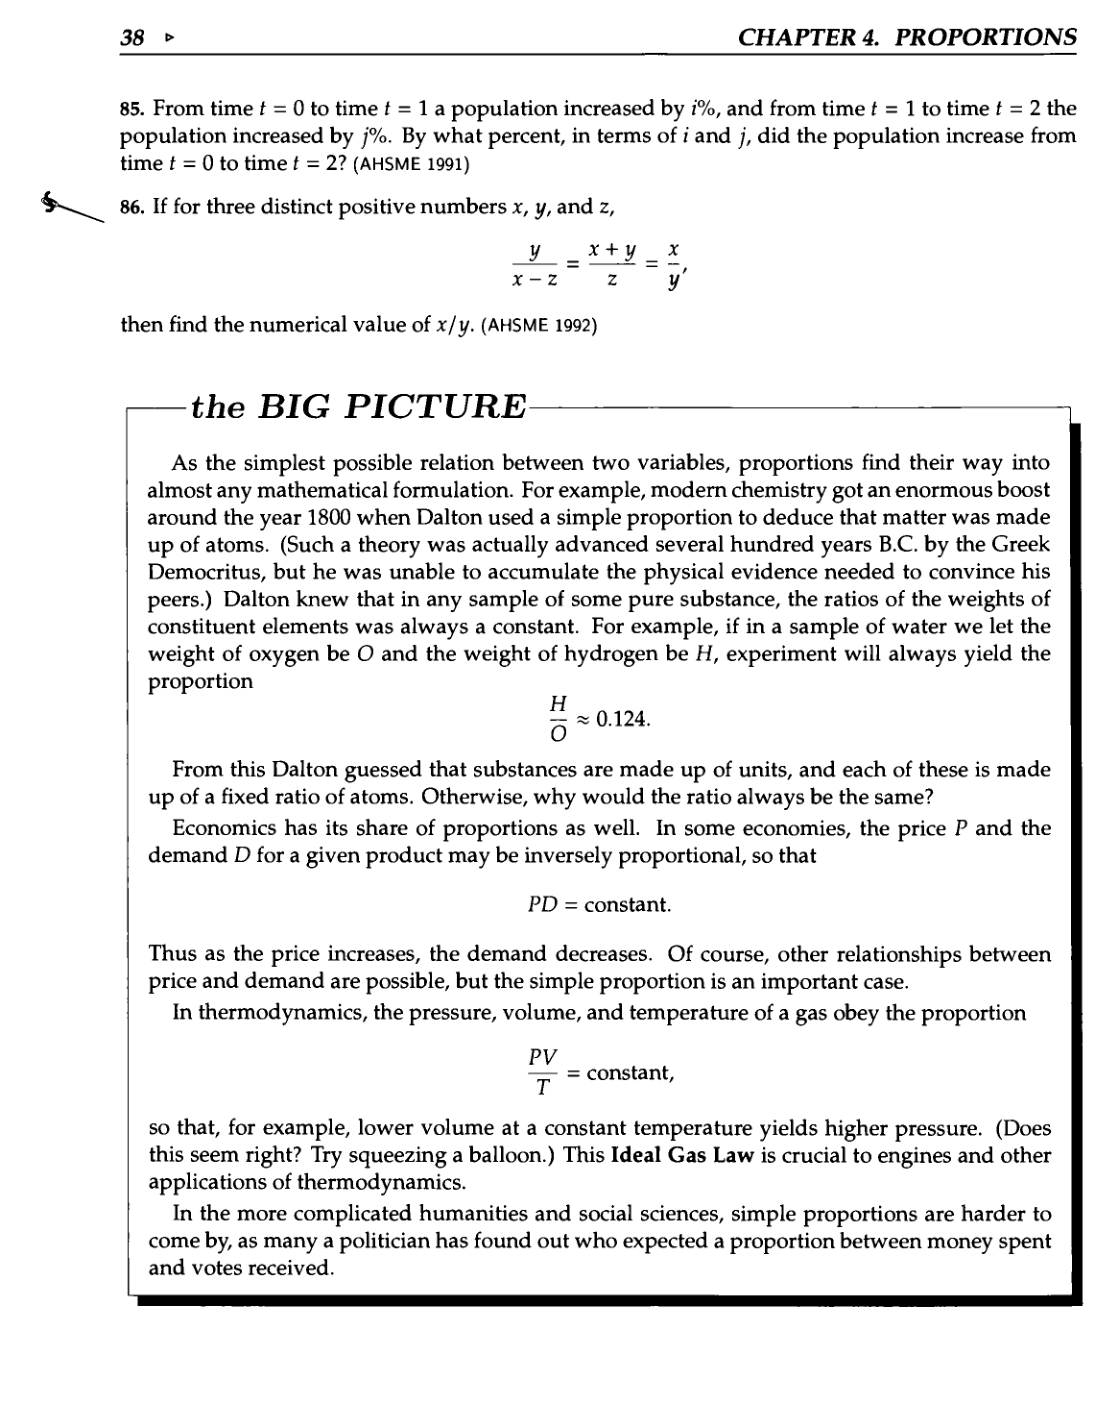 38 ▹ CHAPTER 4. PROPORTIONS
85. From time t = 0 to time t = 1 a population increased by i%, and from time t = 1 to time t = 2 the
population increased by j%. By what percent, in terms of i and j, did the population increase from
time t = 0 to time t = 2? (AHSME 1991)
86. If for three distinct positive numbers x, y, and z,
y/(x − z) = (x + y)/z = x/y,
then find the numerical value of x/y. (AHSME 1992)
the BIG PICTURE
As the simplest possible relation between two variables, proportions find their way into
almost any mathematical formulation. For example, modern chemistry got an enormous boost
around the year 1800 when Dalton used a simple proportion to deduce that matter was made
up of atoms. (Such a theory was actually advanced several hundred years B.C. by the Greek
Democritus, but he was unable to accumulate the physical evidence needed to convince his
peers.) Dalton knew that in any sample of some pure substance, the ratios of the weights of
constituent elements was always a constant. For example, if in a sample of water we let the
weight of oxygen be O and the weight of hydrogen be H, experiment will always yield the
proportion
H/O ≈ 0.124.
From this Dalton guessed that substances are made up of units, and each of these is made
up of a fixed ratio of atoms. Otherwise, why would the ratio always be the same?
Economics has its share of proportions as well. In some economies, the price P and the
demand D for a given product may be inversely proportional, so that
PD = constant.
Thus as the price increases, the demand decreases. Of course, other relationships between
price and demand are possible, but the simple proportion is an important case.
In thermodynamics, the pressure, volume, and temperature of a gas obey the proportion
PV/T = constant,
so that, for example, lower volume at a constant temperature yields higher pressure. (Does
this seem right? Try squeezing a balloon.) This Ideal Gas Law is crucial to engines and other
applications of thermodynamics.
In the more complicated humanities and social sciences, simple proportions are harder to
come by, as many a politician has found out who expected a proportion between money spent
and votes received.